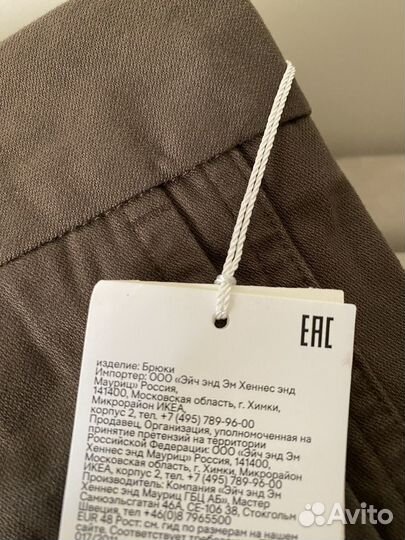 EAC
изделие: Брюки
Импортер: ООО «Эйч энд Эм Хеннес энд
Мауриц» Россия,
141400, Московская область, г. Химки,
Микрорайон ИКЕА,
корпус 2, тел. +7 (495) 789-96-00
Продавец, Организация, уполномоченная на
принятие претензий на территории
Российской Федерации: ООО «Эйч энд Эм
Хеннес энд Мауриц» Россия, 141400,
Московская область, г. Химки, Микрорайон
ИКЕА, корпус 2, тел. +7 (495) 789-96-00
Производитель: Компания «Эйч энд Эм
Хеннес энд Мауриц ГБЦ АБ», Мастер
Самюэльсгатан 46А, СЕ-106 38, Стокгольм
Швеция, тел +46(0)8 7965500
EUR 48 Рост: см. гид по размерам на нашем
сайте. Соответствует
017/2011
Avito